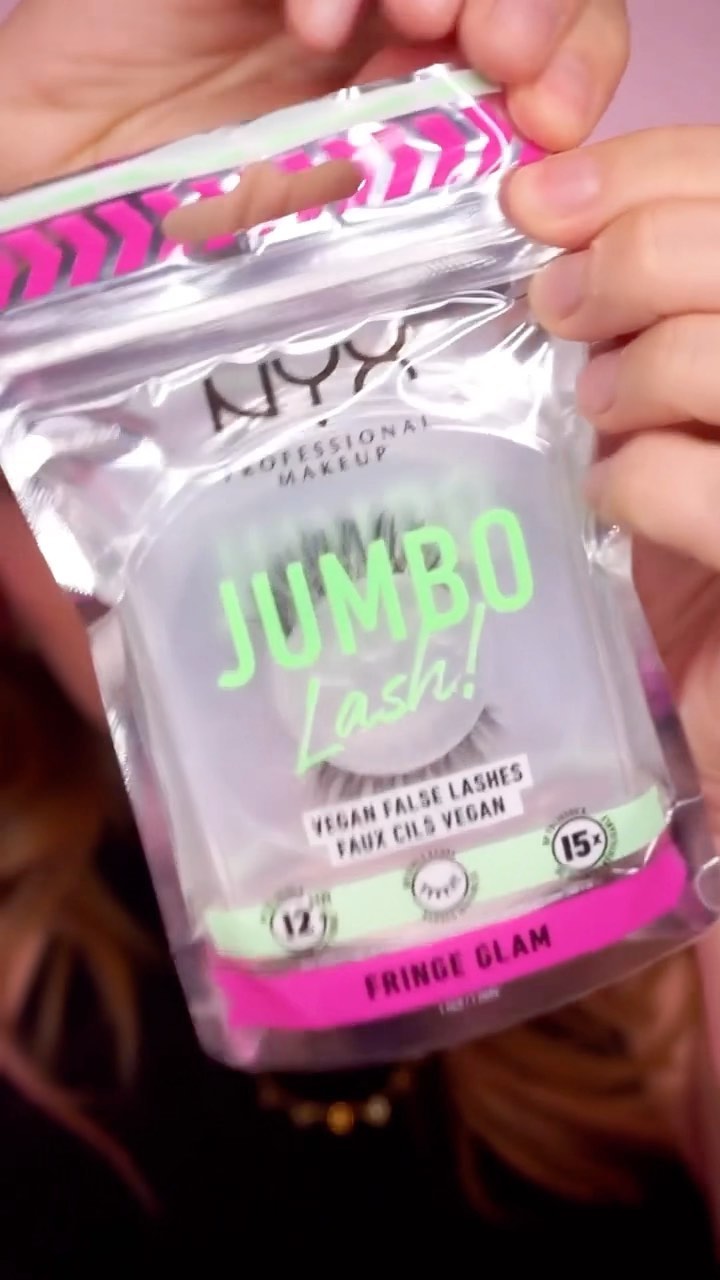 NYX
PROFESSIONAL
MAKEUP
JUMBO
Lash!
VEGAN FALSE LASHES
FAUX CILS VEGAN
12
15x
FRINGE GLAM